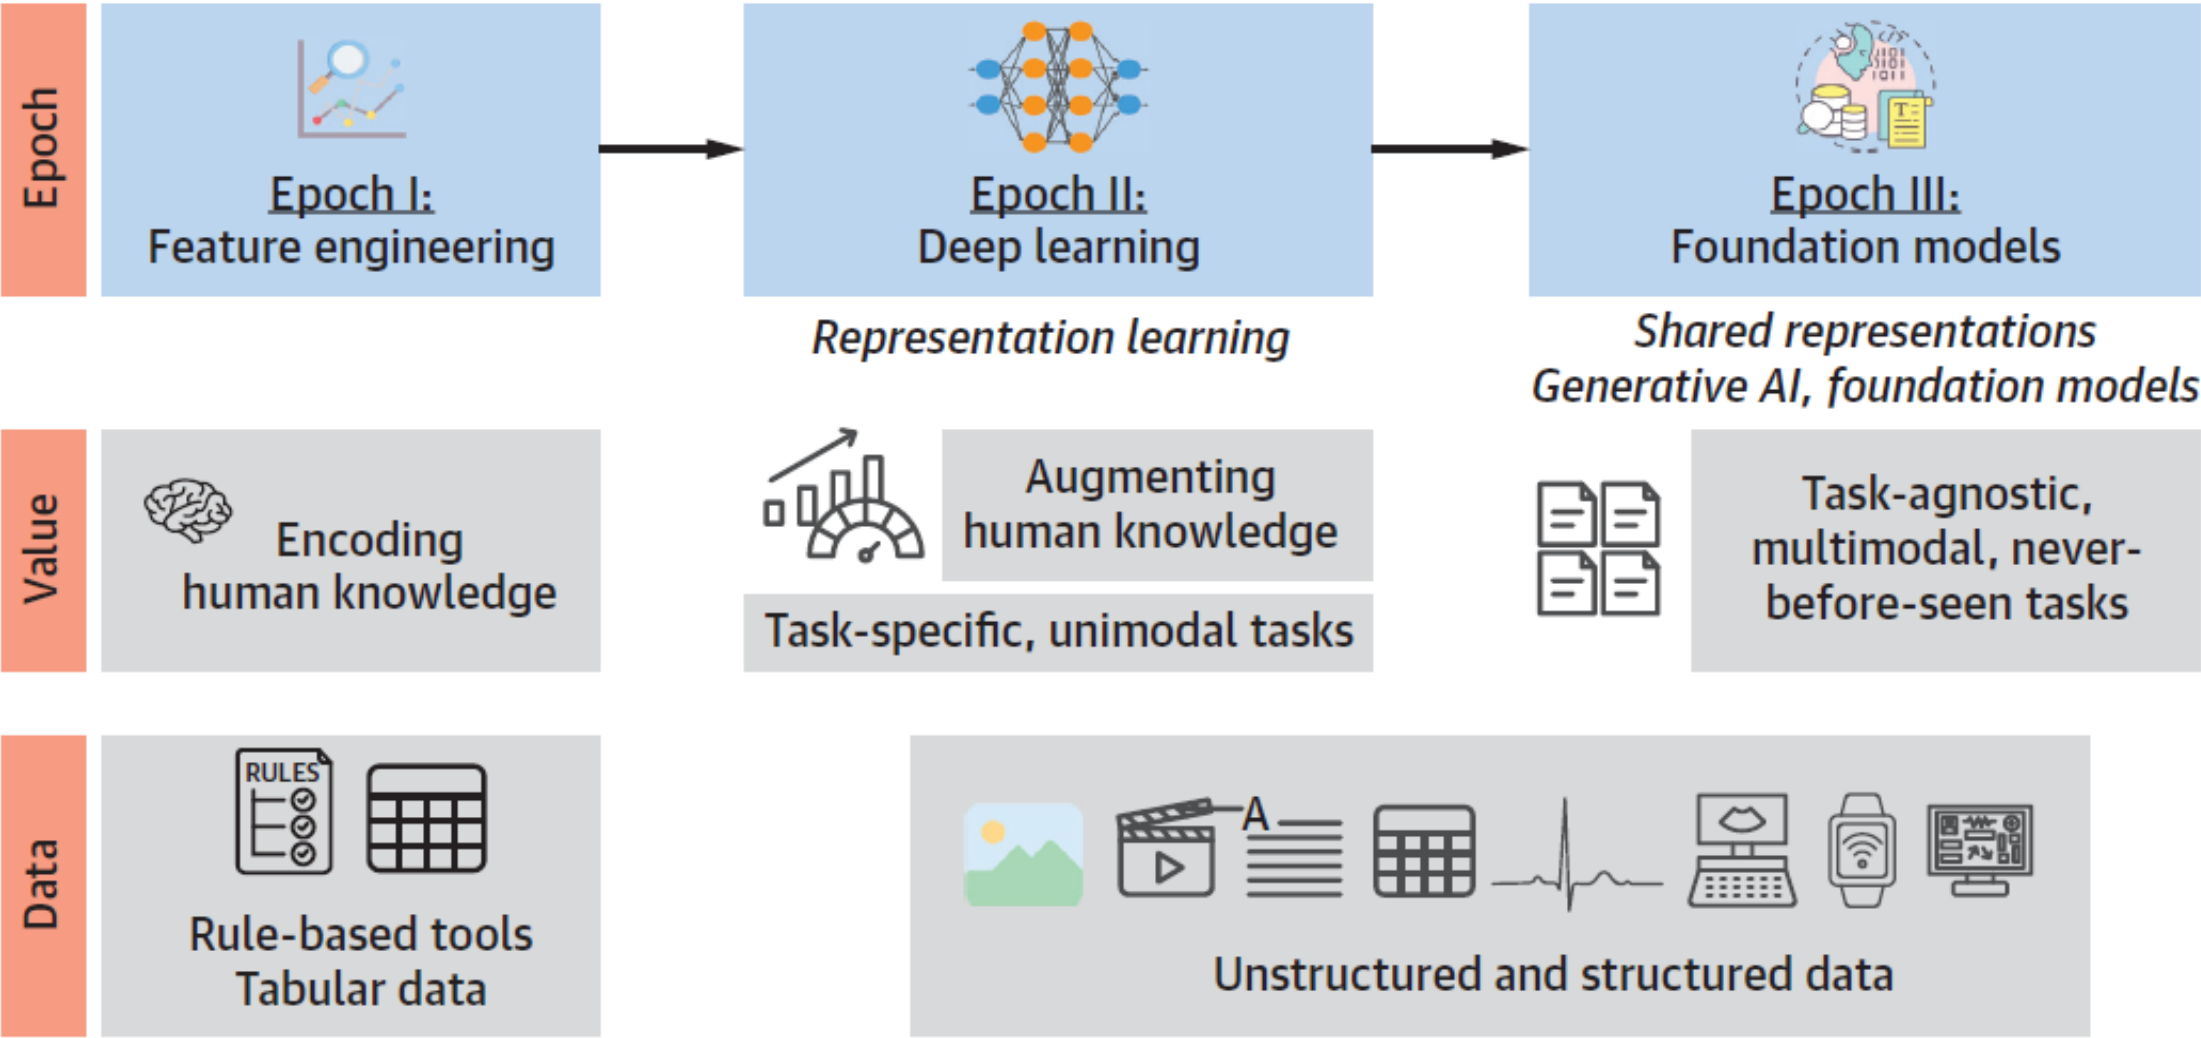 Epoch
Epoch I:
Feature engineering
Epoch II:
Deep learning
Epoch III:
Foundation models
Representation learning
Shared representations
Generative AI, foundation models
Value
Encoding
human knowledge
Augmenting
human knowledge
Task-specific, unimodal tasks
Task-agnostic,
multimodal, never-
before-seen tasks
Data
RULES
Rule-based tools
Tabular data
A
Unstructured and structured data